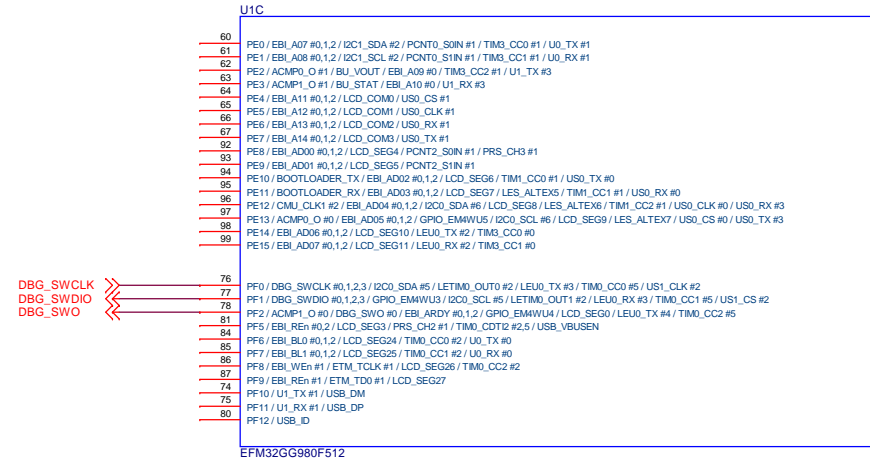 U1C
60 PE0 / EBI_A07 #0,1,2 / I2C1_SDA #2 / PCNT0_S0IN #1 / TIM3_CC0 #1 / U0_TX #1
61 PE1 / EBI_A08 #0,1,2 / I2C1_SCL #2 / PCNT0_S1IN #1 / TIM3_CC1 #1 / U0_RX #1
62 PE2 / ACMP0_O #1 / BU_VOUT / EBI_A09 #0 / TIM3_CC2 #1 / U1_TX #3
63 PE3 / ACMP1_O #1 / BU_STAT / EBI_A10 #0 / U1_RX #3
64 PE4 / EBI_A11 #0,1,2 / LCD_COM0 / US0_CS #1
65 PE5 / EBI_A12 #0,1,2 / LCD_COM1 / US0_CLK #1
66 PE6 / EBI_A13 #0,1,2 / LCD_COM2 / US0_RX #1
67 PE7 / EBI_A14 #0,1,2 / LCD_COM3 / US0_TX #1
92 PE8 / EBI_AD00 #0,1,2 / LCD_SEG4 / PCNT2_S0IN #1 / PRS_CH3 #1
93 PE9 / EBI_AD01 #0,1,2 / LCD_SEG5 / PCNT2_S1IN #1
94 PE10 / BOOTLOADER_TX / EBI_AD02 #0,1,2 / LCD_SEG6 / TIM1_CC0 #1 / US0_TX #0
95 PE11 / BOOTLOADER_RX / EBI_AD03 #0,1,2 / LCD_SEG7 / LES_ALTEX5 / TIM1_CC1 #1 / US0_RX #0
96 PE12 / CMU_CLK1 #2 / EBI_AD04 #0,1,2 / I2C0_SDA #6 / LCD_SEG8 / LES_ALTEX6 / TIM1_CC2 #1 / US0_CLK #0 / US0_RX #3
97 PE13 / ACMP0_O #0 / EBI_AD05 #0,1,2 / GPIO_EM4WU5 / I2C0_SCL #6 / LCD_SEG9 / LES_ALTEX7 / US0_CS #0 / US0_TX #3
98 PE14 / EBI_AD06 #0,1,2 / LCD_SEG10 / LEU0_TX #2 / TIM3_CC0 #0
99 PE15 / EBI_AD07 #0,1,2 / LCD_SEG11 / LEU0_RX #2 / TIM3_CC1 #0
DBG_SWCLK 76 PF0 / DBG_SWCLK #0,1,2,3 / I2C0_SDA #5 / LETIM0_OUT0 #2 / LEU0_TX #3 / TIM0_CC0 #5 / US1_CLK #2
DBG_SWDIO 77 PF1 / DBG_SWDIO #0,1,2,3 / GPIO_EM4WU3 / I2C0_SCL #5 / LETIM0_OUT1 #2 / LEU0_RX #3 / TIM0_CC1 #5 / US1_CS #2
DBG_SWO 78 PF2 / ACMP1_O #0 / DBG_SWO #0 / EBI_ARDY #0,1,2 / GPIO_EM4WU4 / LCD_SEG0 / LEU0_TX #4 / TIM0_CC2 #5
81 PF5 / EBI_REn #0,2 / LCD_SEG3 / PRS_CH2 #1 / TIM0_CDTI2 #2,5 / USB_VBUSEN
84 PF6 / EBI_BL0 #0,1,2 / LCD_SEG24 / TIM0_CC0 #2 / U0_TX #0
85 PF7 / EBI_BL1 #0,1,2 / LCD_SEG25 / TIM0_CC1 #2 / U0_RX #0
86 PF8 / EBI_WEn #1 / ETM_TCLK #1 / LCD_SEG26 / TIM0_CC2 #2
87 PF9 / EBI_REn #1 / ETM_TD0 #1 / LCD_SEG27
74 PF10 / U1_TX #1 / USB_DM
75 PF11 / U1_RX #1 / USB_DP
80 PF12 / USB_ID
EFM32GG980F512